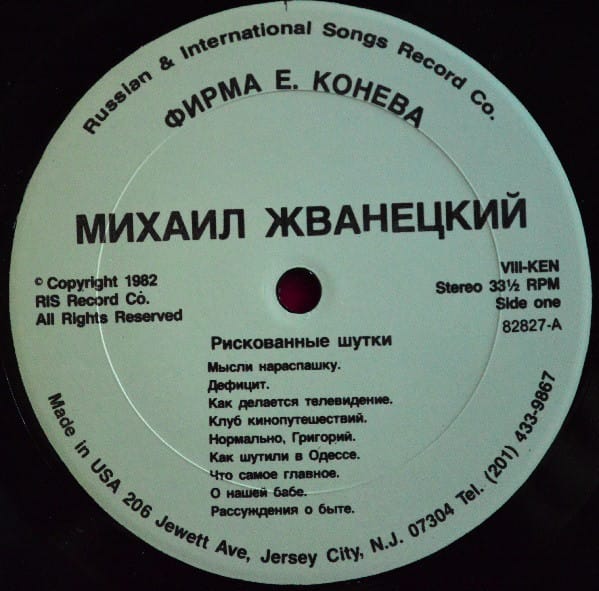 Russian & International Songs Record Co.
ФИРМА Е. КОНЕВА
МИХАИЛ ЖВАНЕЦКИЙ
© Copyright 1982
RIS Record Co.
All Rights Reserved
VIII-KEN
Stereo 33½ RPM
Side one
82827-A
Рискованные шутки
Мысли нараспашку.
Дефицит.
Как делается телевидение.
Клуб кинопутешествий.
Нормально, Григорий.
Как шутили в Одессе.
Что самое главное.
О нашей бабе.
Рассуждения о быте.
Made in USA 206 Jewett Ave, Jersey City, N.J. 07304 Tel. (201) 433-9867